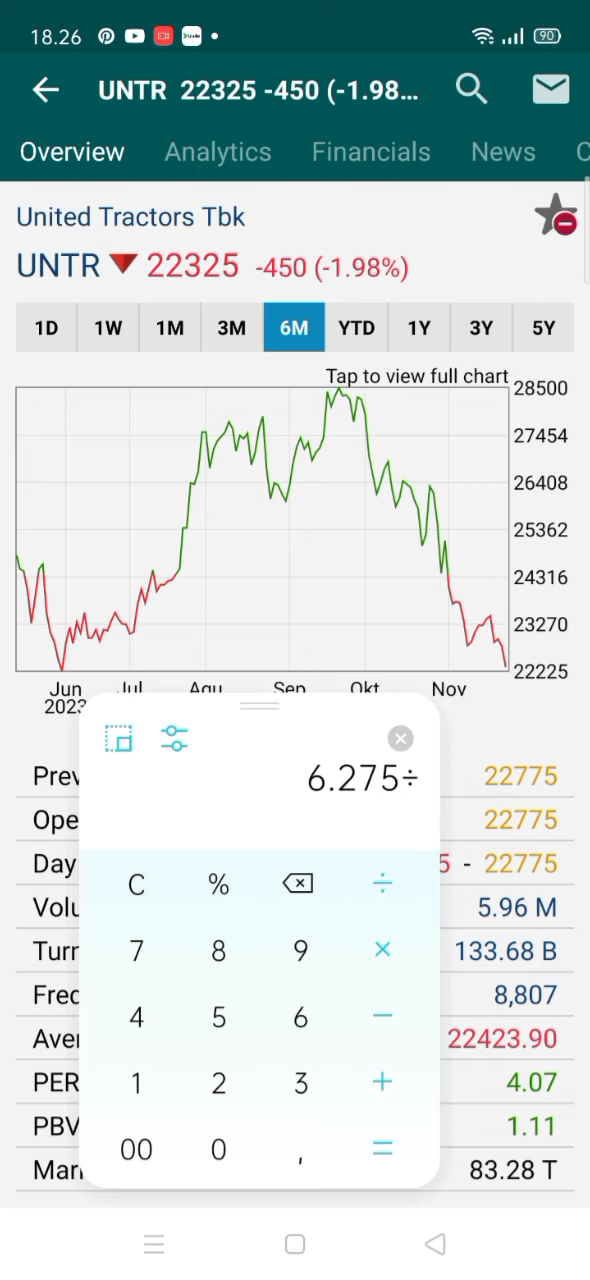 18.26 90
UNTR 22325 -450 (-1.98...
Overview Analytics Financials News C
United Tractors Tbk
UNTR 22325 -450 (-1.98%)
1D 1W 1M 3M 6M YTD 1Y 3Y 5Y
Tap to view full chart
28500
27454
26408
25362
24316
23270
22225
Jun Jul Agu Sep Okt Nov
2023
6.275÷
Prev 22775
Ope 22775
Day 5 - 22775
C % ÷
Volu 5.96 M
7 8 9 ×
Turn 133.68 B
Freq 8,807
4 5 6 −
Aver 22423.90
1 2 3 +
PER 4.07
PBV 1.11
00 0 , =
Mark 83.28 T